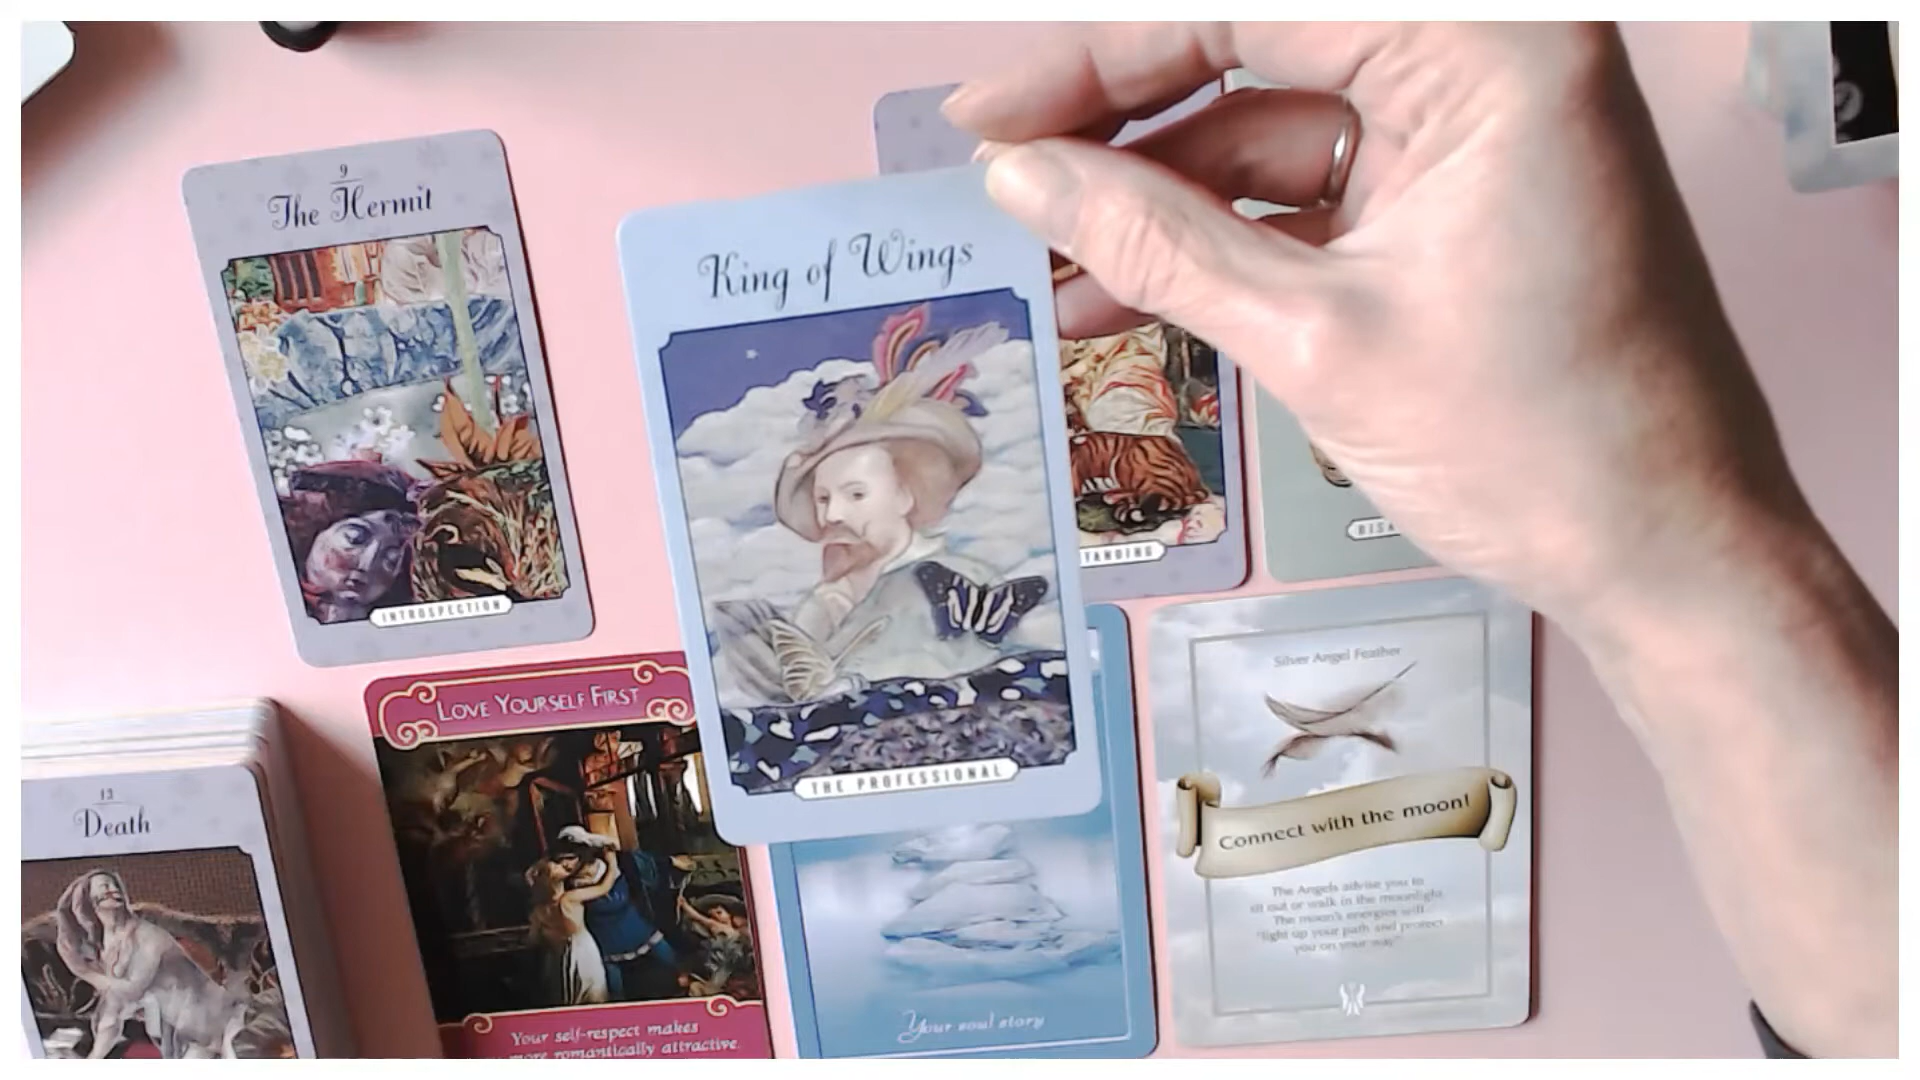 9
The Hermit
INTROSPECTION
King of Wings
THE PROFESSIONAL
TANDING
LOVE YOURSELF FIRST
Your self-respect makes
more romantically attractive.
Your soul story
Silver Angel Feather
Connect with the moon!
The Angels advise you to
sit out or walk in the moonlight.
The moon's energies will
"light up your path and protect
you on your way"
13
Death